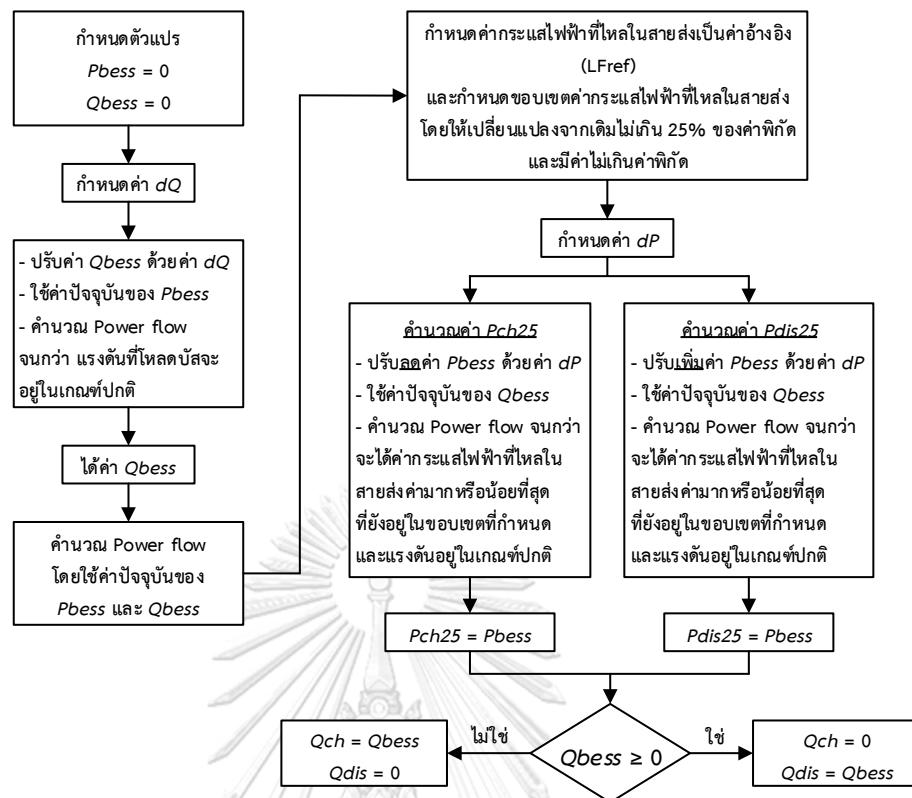 กำหนดตัวแปร
Pbess = 0
Qbess = 0
กำหนดค่า dQ
- ปรับค่า Qbess ด้วยค่า dQ
- ใช้ค่าปัจจุบันของ Pbess
- คำนวณ Power flow
จนกว่า แรงดันที่โหลดบัสจะ
อยู่ในเกณฑ์ปกติ
ได้ค่า Qbess
คำนวณ Power flow
โดยใช้ค่าปัจจุบันของ
Pbess และ Qbess
กำหนดค่ากระแสไฟฟ้าที่ไหลในสายส่งเป็นค่าอ้างอิง
(LFref)
และกำหนดขอบเขตค่ากระแสไฟฟ้าที่ไหลในสายส่ง
โดยให้เปลี่ยนแปลงจากเดิมไม่เกิน 25% ของค่าพิกัด
และมีค่าไม่เกินค่าพิกัด
กำหนดค่า dP
คำนวณค่า Pch25
- ปรับลดค่า Pbess ด้วยค่า dP
- ใช้ค่าปัจจุบันของ Qbess
- คำนวณ Power flow จนกว่า
จะได้ค่ากระแสไฟฟ้าที่ไหลใน
สายส่งค่ามากหรือน้อยที่สุด
ที่ยังอยู่ในขอบเขตที่กำหนด
และแรงดันอยู่ในเกณฑ์ปกติ
Pch25 = Pbess
คำนวณค่า Pdis25
- ปรับเพิ่มค่า Pbess ด้วยค่า dP
- ใช้ค่าปัจจุบันของ Qbess
- คำนวณ Power flow จนกว่า
จะได้ค่ากระแสไฟฟ้าที่ไหลใน
สายส่งค่ามากหรือน้อยที่สุด
ที่ยังอยู่ในขอบเขตที่กำหนด
และแรงดันอยู่ในเกณฑ์ปกติ
Pdis25 = Pbess
Qbess ≥ 0
ไม่ใช่
Qch = Qbess
Qdis = 0
ใช่
Qch = 0
Qdis = Qbess